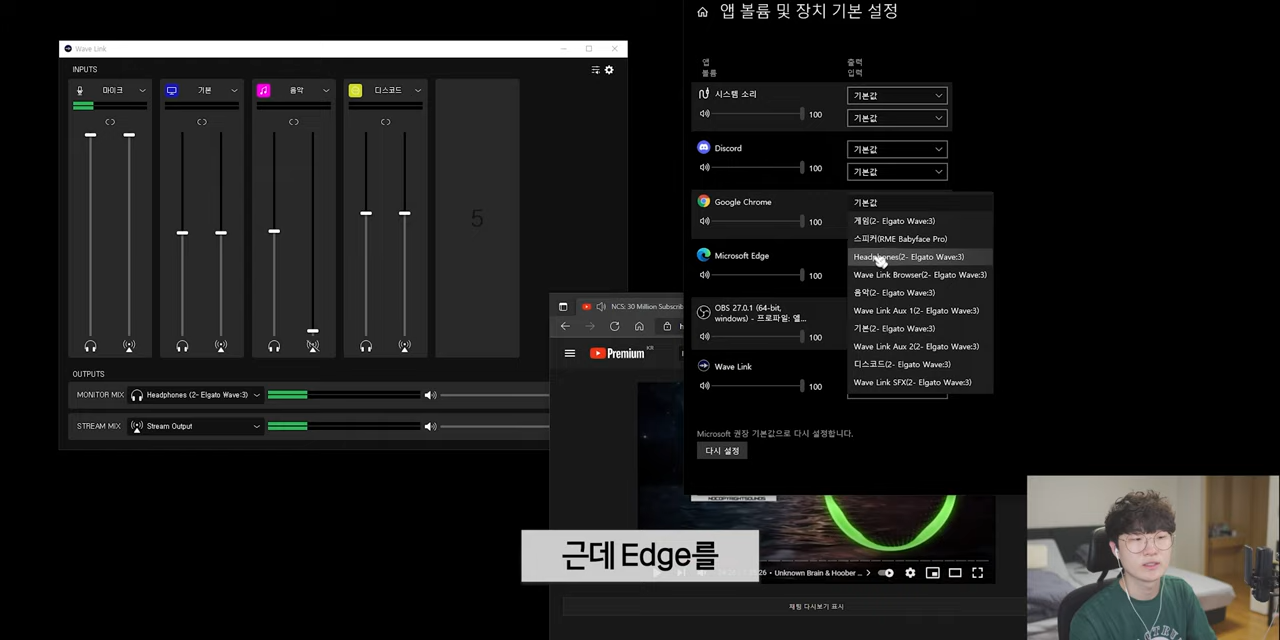 Wave Link
INPUTS
마이크
기본
음악
디스코드
5
OUTPUTS
MONITOR MIX
Headphones (2- Elgato Wave:3)
STREAM MIX
Stream Output
앱 볼륨 및 장치 기본 설정
앱
볼륨
출력
입력
시스템 소리
100
기본값
기본값
Discord
100
기본값
기본값
Google Chrome
100
Microsoft Edge
100
OBS 27.0.1 (64-bit,
windows) - 프로파일: 엘...
100
Wave Link
100
기본값
게임(2- Elgato Wave:3)
스피커(RME Babyface Pro)
Headphones(2- Elgato Wave:3)
Wave Link Browser(2- Elgato Wave:3)
음악(2- Elgato Wave:3)
Wave Link Aux 1(2- Elgato Wave:3)
기본(2- Elgato Wave:3)
Wave Link Aux 2(2- Elgato Wave:3)
디스코드(2- Elgato Wave:3)
Wave Link SFX(2- Elgato Wave:3)
Microsoft 권장 기본값으로 다시 설정합니다.
다시 설정
NCS: 30 Million Subscrib
Premium KR
NOCOPYRIGHTSOUNDS
근데 Edge를
Unknown Brain & Hoober ...
채팅 다시보기 표시